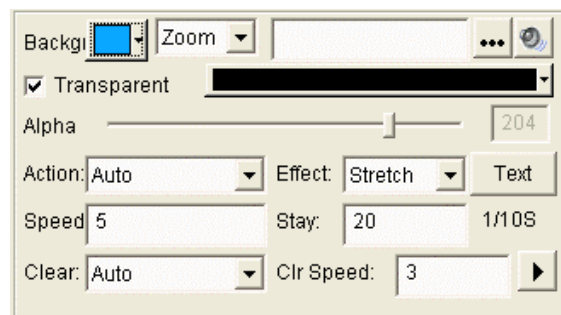 Backgı Zoom ...
Transparent
Alpha 204
Action: Auto Effect: Stretch Text
Speed 5 Stay: 20 1/10S
Clear: Auto Clr Speed: 3